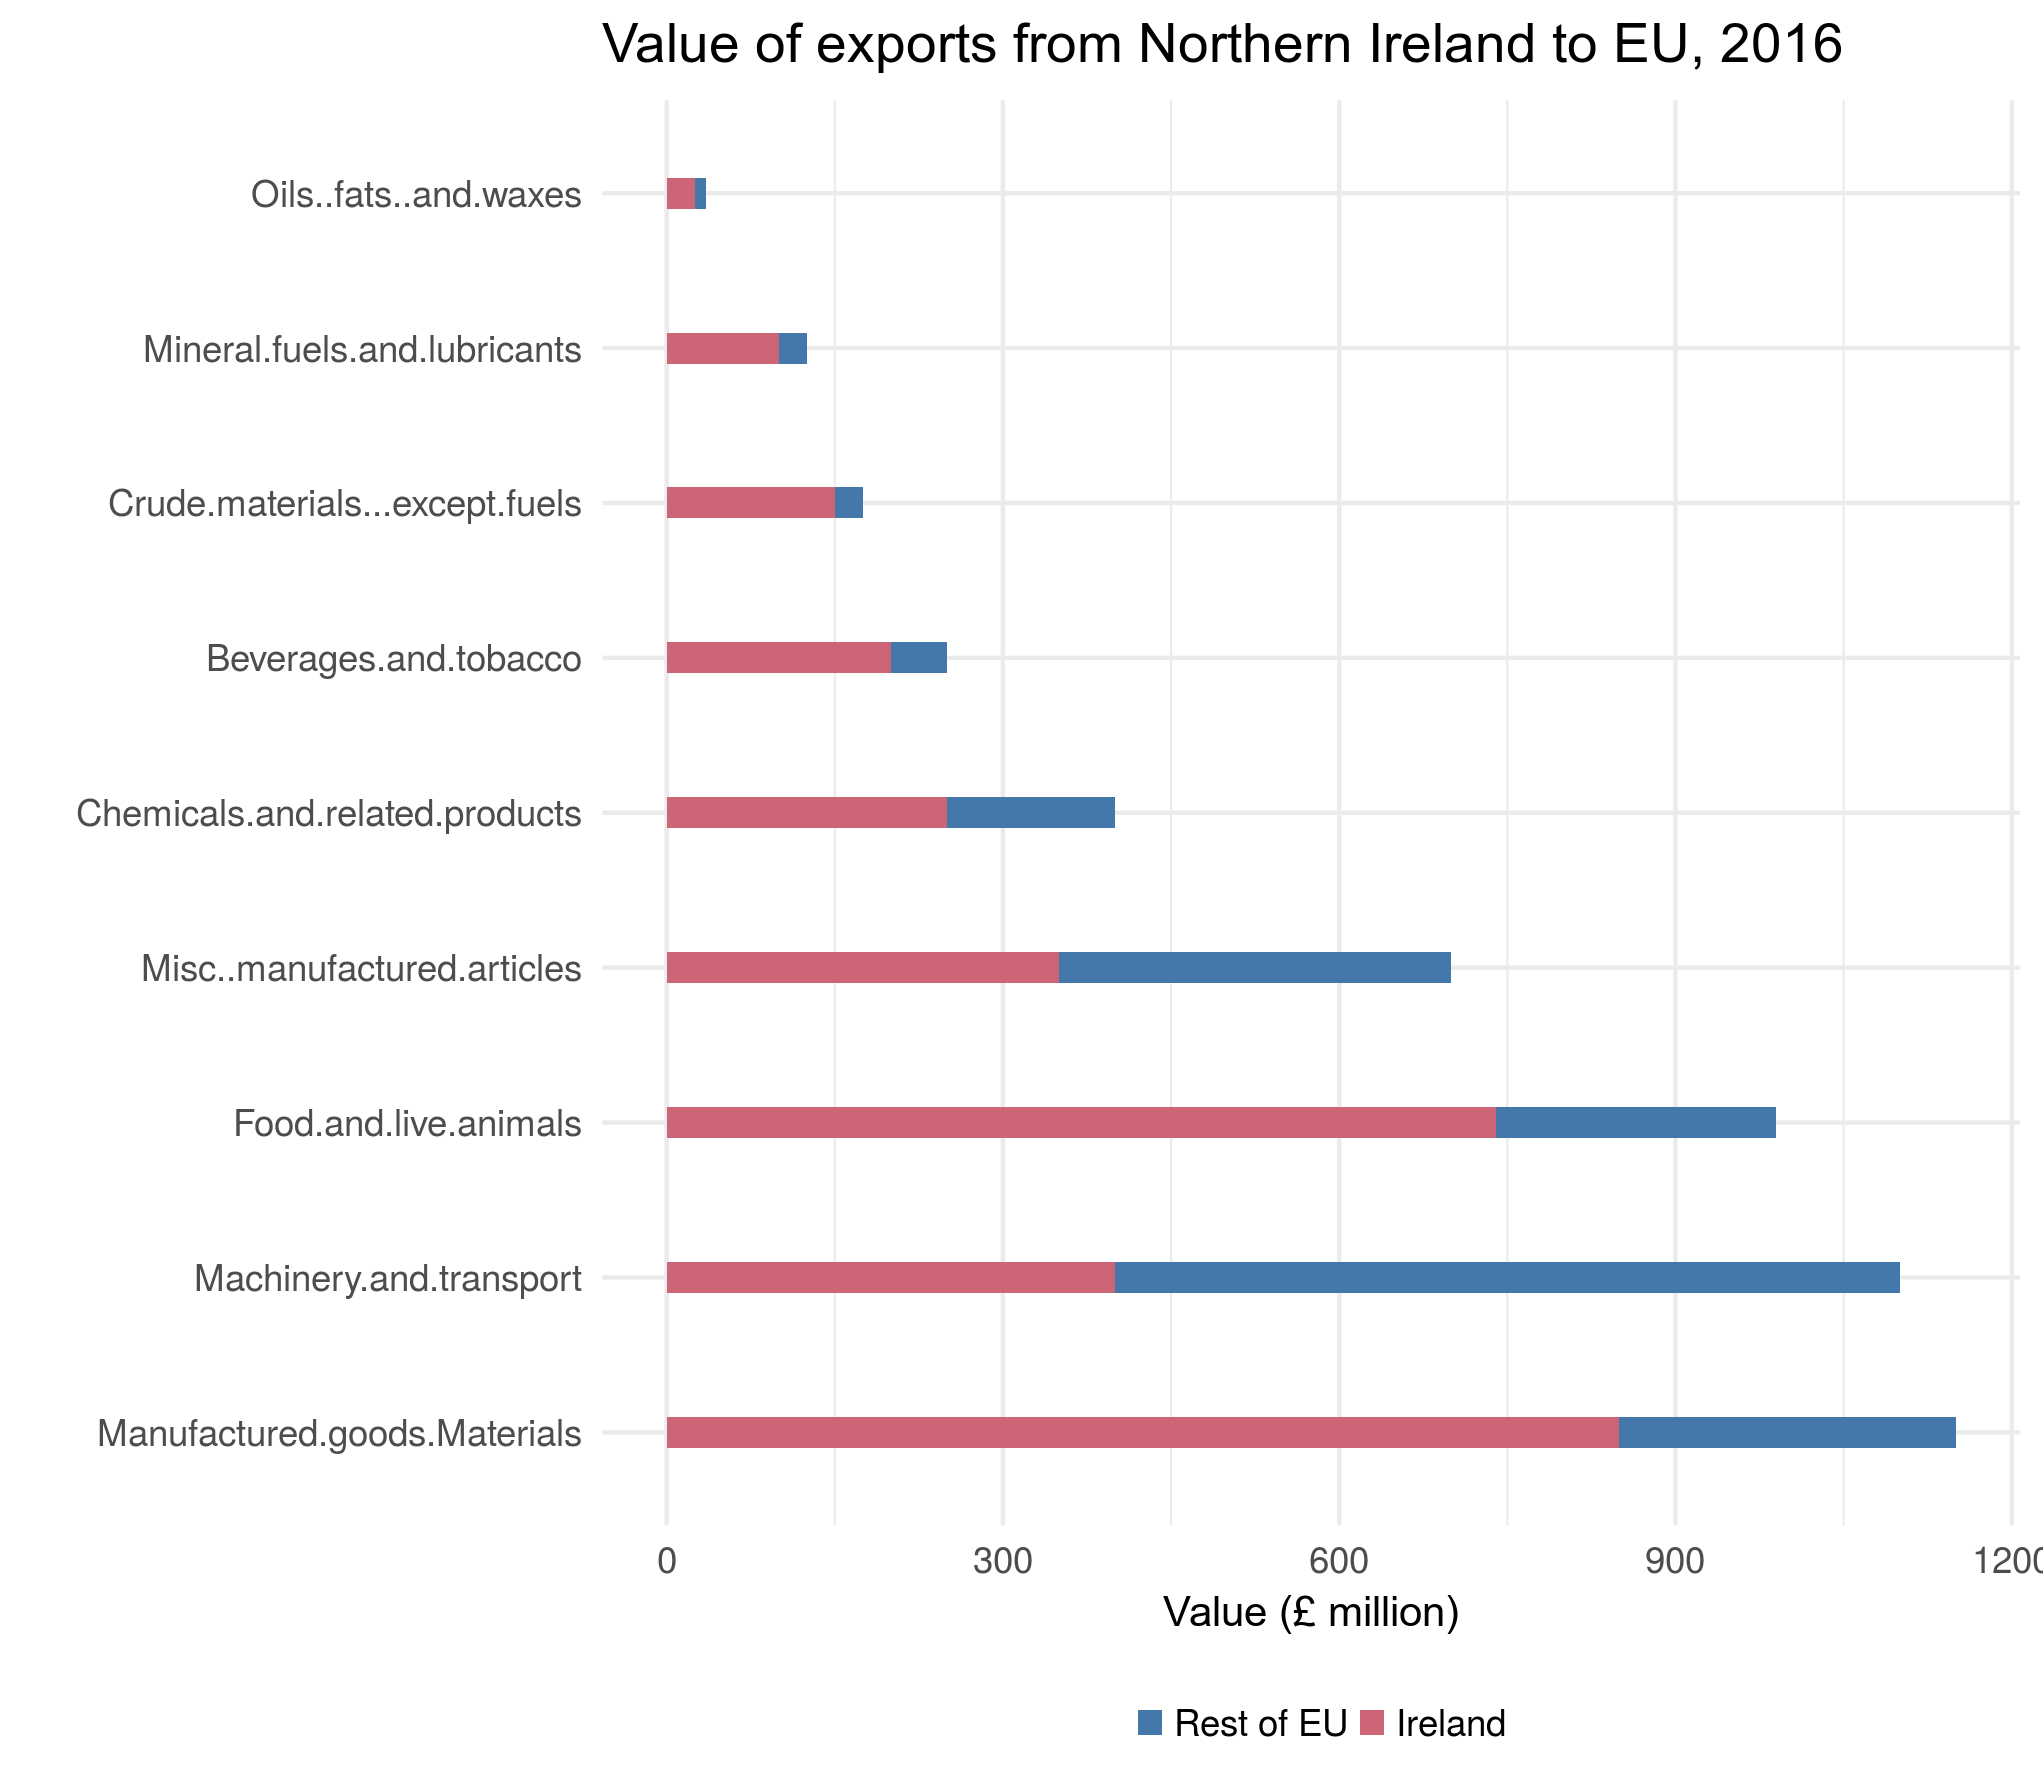 Value of exports from Northern Ireland to EU, 2016
Oils..fats..and.waxes
Mineral.fuels.and.lubricants
Crude.materials...except.fuels
Beverages.and.tobacco
Chemicals.and.related.products
Misc..manufactured.articles
Food.and.live.animals
Machinery.and.transport
Manufactured.goods.Materials
0 300 600 900 1200
Value (£ million)
Rest of EU Ireland